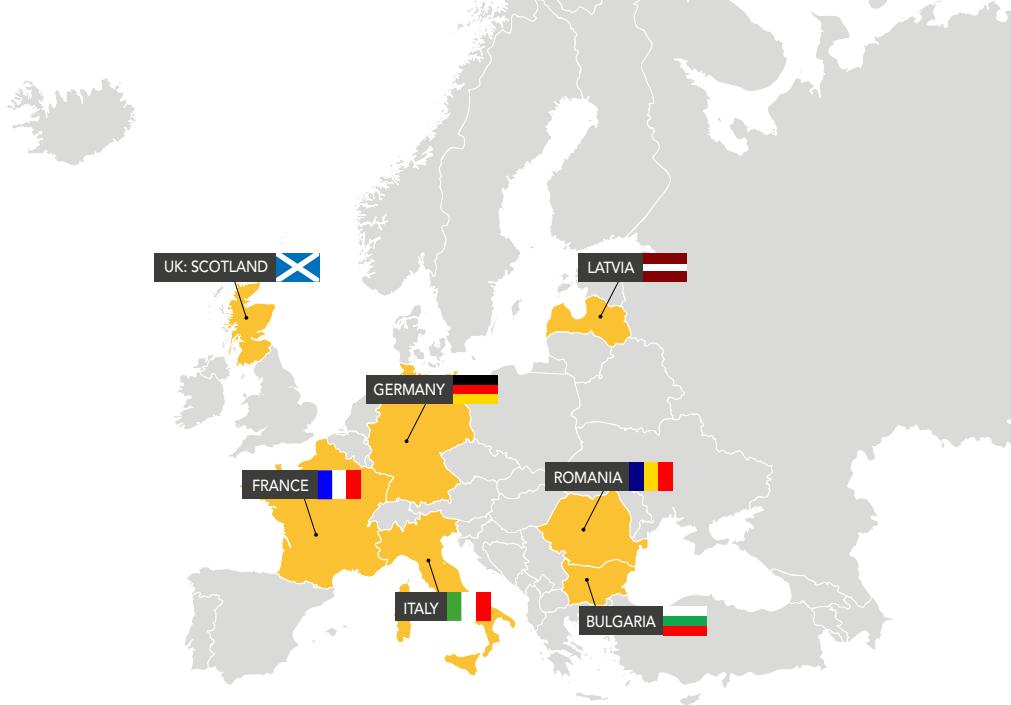 UK: SCOTLAND
LATVIA
GERMANY
FRANCE
ROMANIA
ITALY
BULGARIA